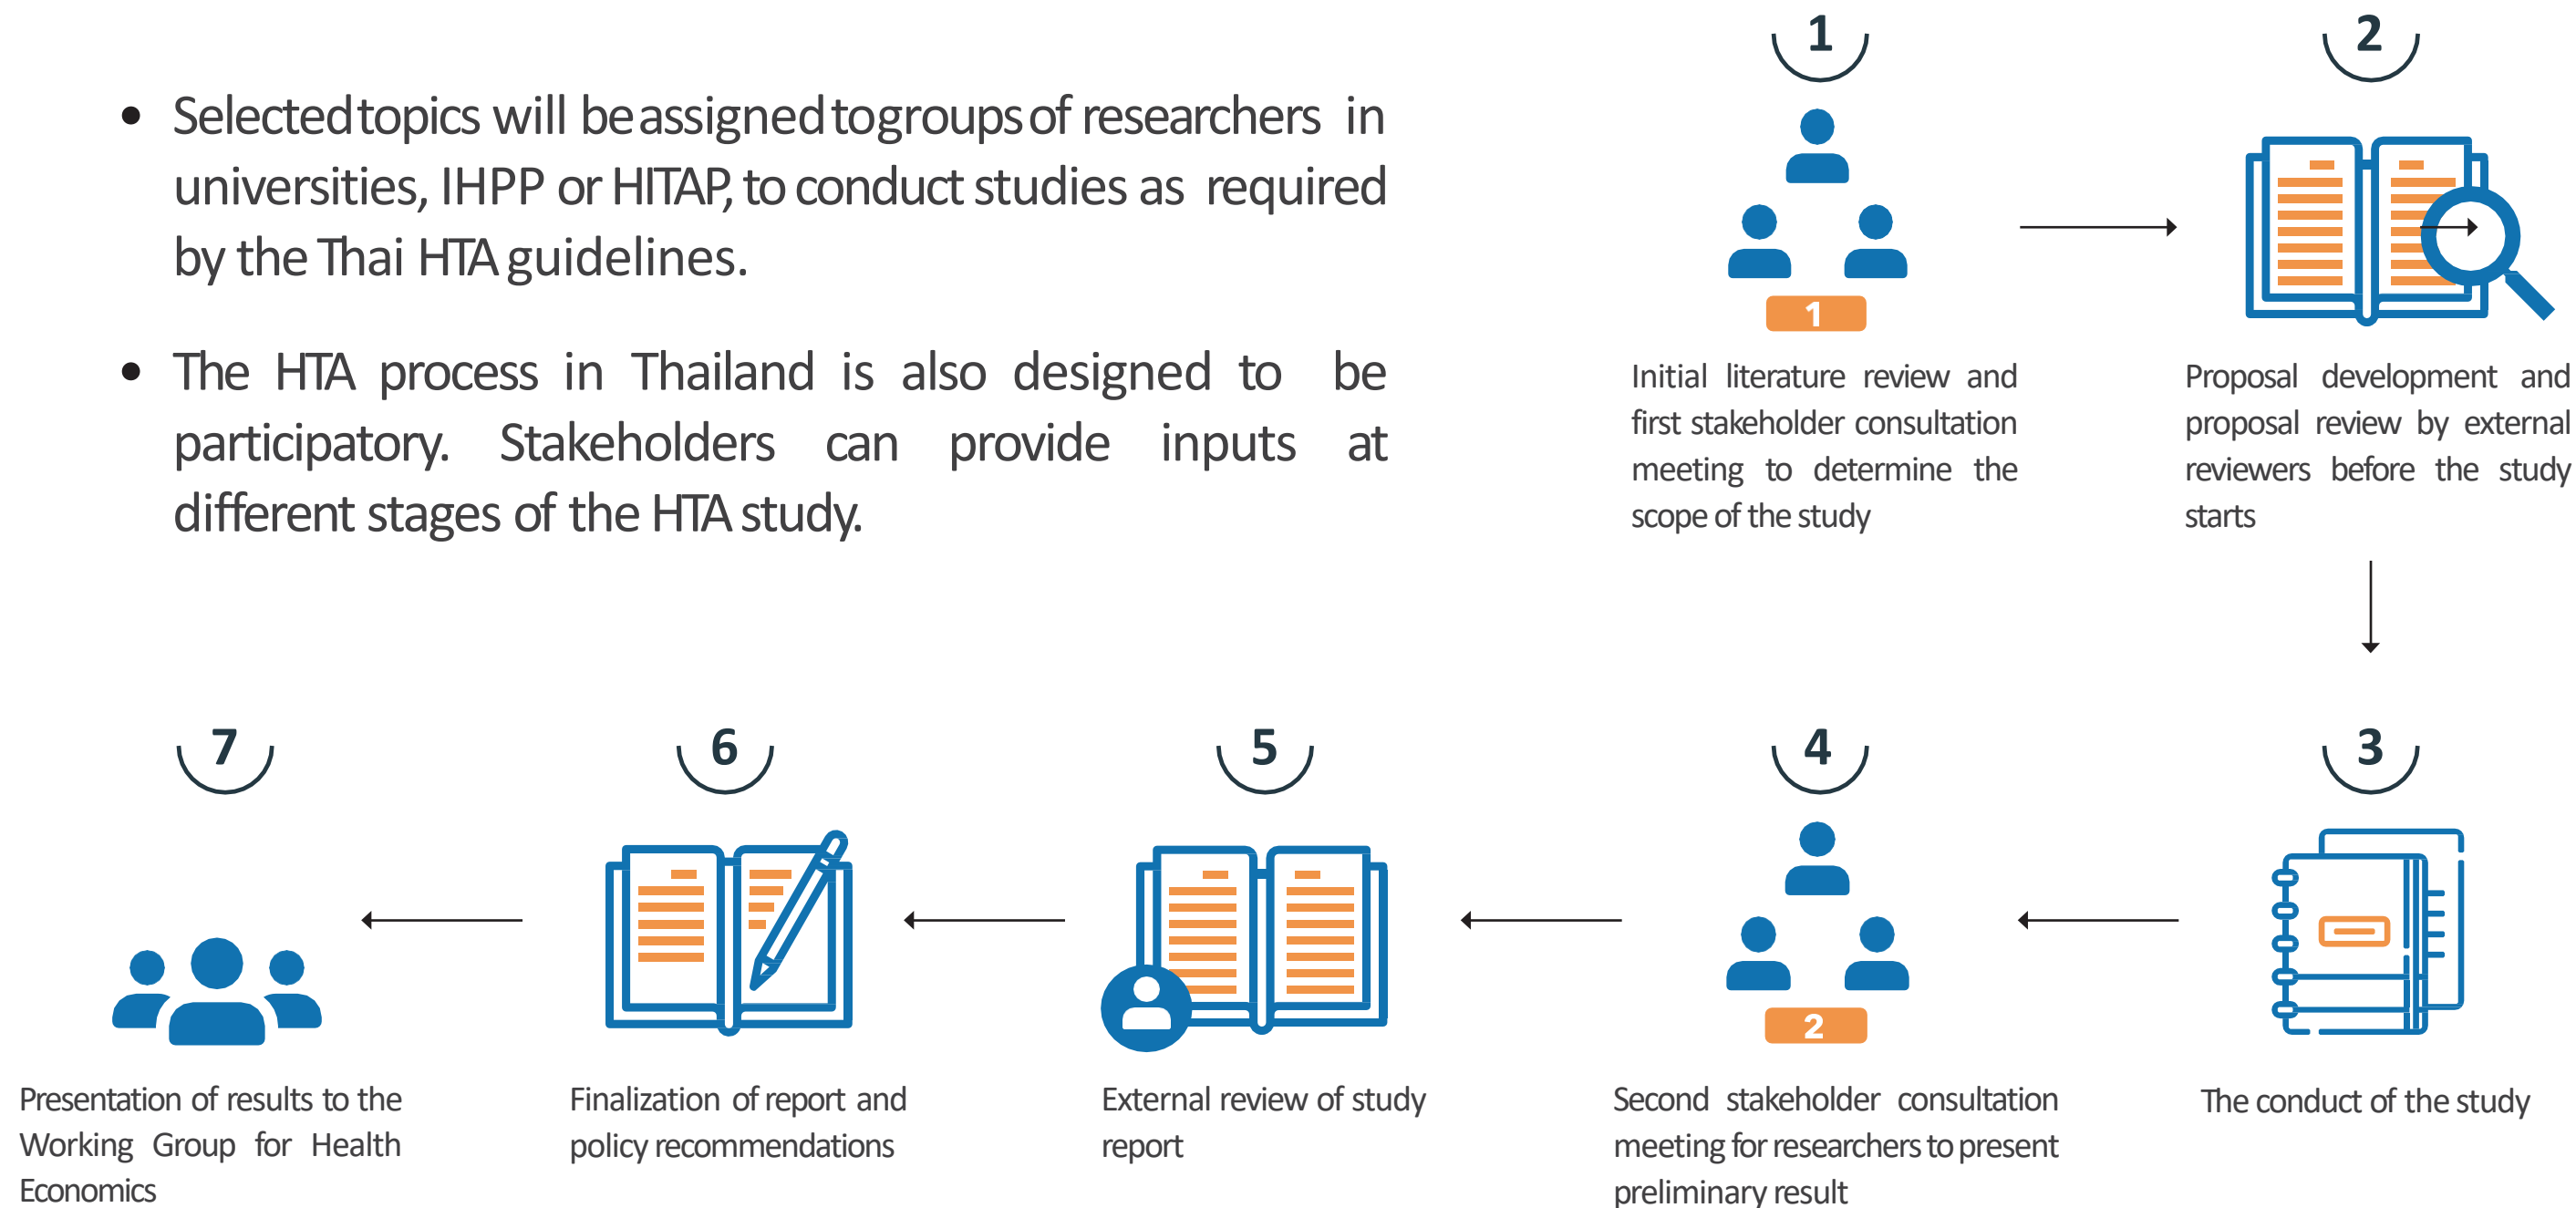 • Selected topics will be assigned to groups of researchers in
universities, IHPP or HITAP, to conduct studies as required
by the Thai HTA guidelines.
• The HTA process in Thailand is also designed to be
participatory. Stakeholders can provide inputs at
different stages of the HTA study.
1
1
Initial literature review and
first stakeholder consultation
meeting to determine the
scope of the study
2
Proposal development and
proposal review by external
reviewers before the study
starts
3
The conduct of the study
4
2
Second stakeholder consultation
meeting for researchers to present
preliminary result
5
External review of study
report
6
Finalization of report and
policy recommendations
7
Presentation of results to the
Working Group for Health
Economics